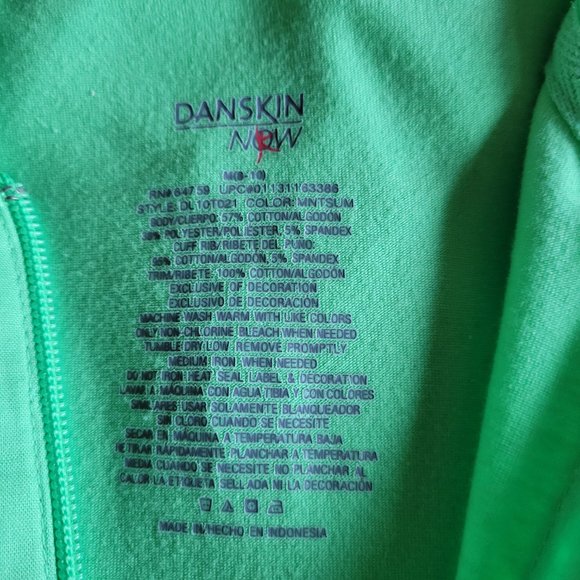 DANSKIN
NOW
M(8-10)
RN# 64759 UPC#01131163386
STYLE: DL10T021 COLOR: MNTSUM
BODY/CUERPO: 57% COTTON/ALGODÓN
38% POLYESTER/POLIESTER, 5% SPANDEX
CUFF RIB/RIBETE DEL PUÑO:
95% COTTON/ALGODÓN, 5% SPANDEX
TRIM/RIBETE: 100% COTTON/ALGODÓN
EXCLUSIVE OF DECORATION
EXCLUSIVO DE DECORACIÓN
MACHINE WASH WARM WITH LIKE COLORS
ONLY NON-CHLORINE BLEACH WHEN NEEDED
TUMBLE DRY LOW. REMOVE PROMPTLY
MEDIUM IRON WHEN NEEDED
DO NOT IRON HEAT SEAL LABEL & DECORATION
LAVAR A MÁQUINA CON AGUA TIBIA Y CON COLORES
SIMILARES USAR SOLAMENTE BLANQUEADOR
SIN CLORO CUANDO SE NECESITE
SECAR EN MÁQUINA A TEMPERATURA BAJA
RETIRAR RÁPIDAMENTE PLANCHAR A TEMPERATURA
MEDIA CUANDO SE NECESITE NO PLANCHAR AL
CALOR LA ETIQUETA SELLADA NI LA DECORACIÓN
MADE IN/HECHO EN INDONESIA